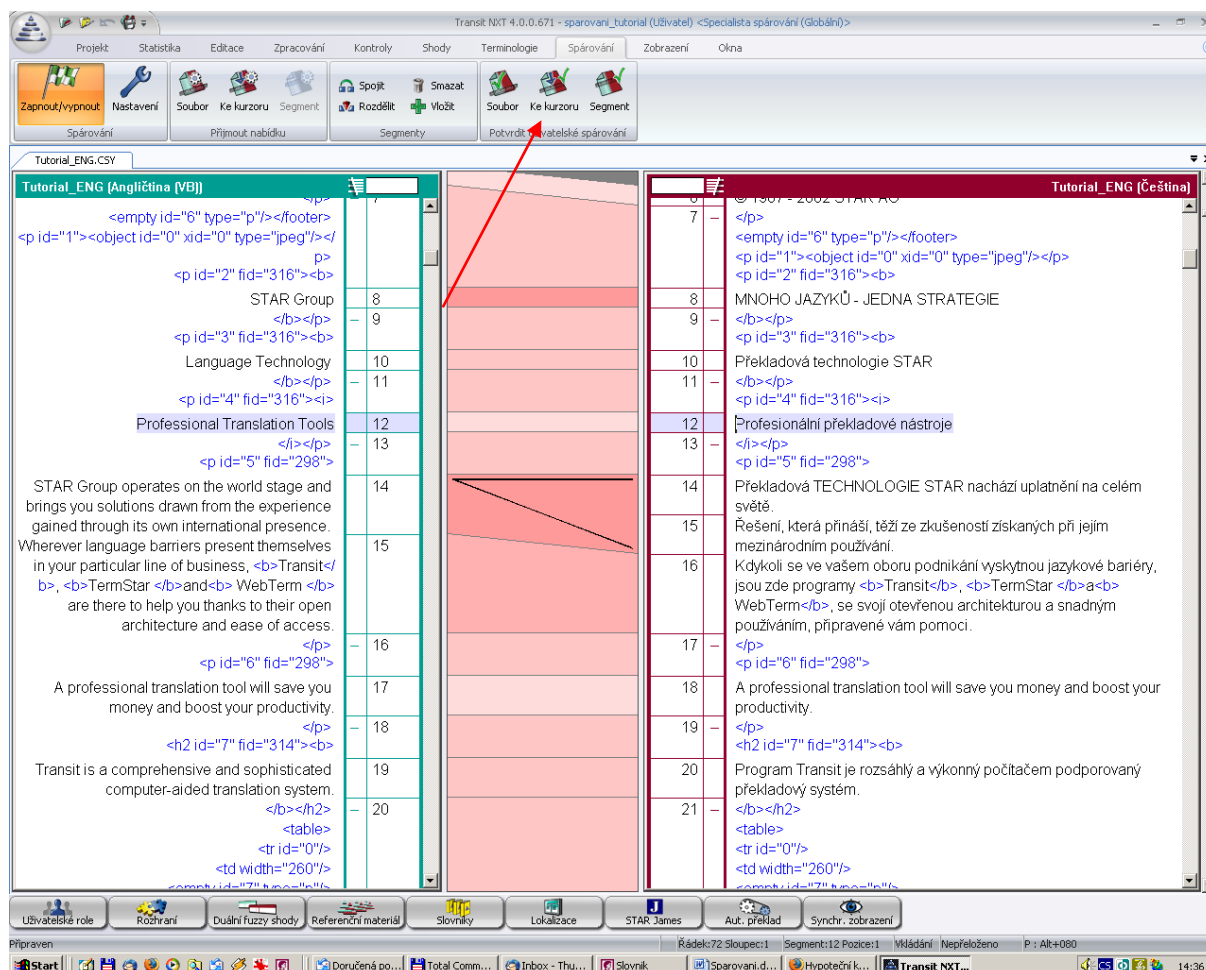 Transit NXT 4.0.0.671 - sparovani_tutorial (Uživatel) <Specialista spárování (Globální)>
Projekt Statistika Editace Zpracování Kontroly Shody Terminologie Spárování Zobrazení Okna
Zapnout/vypnout Nastavení Soubor Ke kurzoru Segment Spojit Smazat Soubor Ke kurzoru Segment
Rozdělit Vložit
Spárování Přijmout nabídku Segmenty Potvrdit uživatelské spárování
Tutorial_ENG.CSY
Tutorial_ENG (Angličtina (VB))
</p> – 7
<empty id="6" type="p"/></footer>
<p id="1"><object id="0" xid="0" type="jpeg"/></
p>
<p id="2" fid="316"><b>
STAR Group 8
</b></p> – 9
<p id="3" fid="316"><b>
Language Technology 10
</b></p> – 11
<p id="4" fid="316"><i>
Professional Translation Tools 12
</i></p> – 13
<p id="5" fid="298">
STAR Group operates on the world stage and 14
brings you solutions drawn from the experience
gained through its own international presence.
Wherever language barriers present themselves 15
in your particular line of business, <b>Transit</
b>, <b>TermStar </b>and<b> WebTerm </b>
are there to help you thanks to their open
architecture and ease of access.
</p> – 16
<p id="6" fid="298">
A professional translation tool will save you 17
money and boost your productivity.
</p> – 18
<h2 id="7" fid="314"><b>
Transit is a comprehensive and sophisticated 19
computer-aided translation system.
</b></h2> – 20
<table>
<tr id="0"/>
<td width="260"/>
<empty id="7" type="p"/>
Tutorial_ENG (Čeština)
6 © 1987 - 2002 STAR AG
7 – </p>
<empty id="6" type="p"/></footer>
<p id="1"><object id="0" xid="0" type="jpeg"/></p>
<p id="2" fid="316"><b>
8 MNOHO JAZYKŮ - JEDNA STRATEGIE
9 – </b></p>
<p id="3" fid="316"><b>
10 Překladová technologie STAR
11 – </b></p>
<p id="4" fid="316"><i>
12 Profesionální překladové nástroje
13 – </i></p>
<p id="5" fid="298">
14 Překladová TECHNOLOGIE STAR nachází uplatnění na celém
světě.
15 Řešení, která přináší, těží ze zkušeností získaných při jejím
mezinárodním používání.
16 Kdykoli se ve vašem oboru podnikání vyskytnou jazykové bariéry,
jsou zde programy <b>Transit</b>, <b>TermStar </b>a<b>
WebTerm</b>, se svojí otevřenou architekturou a snadným
používáním, připravené vám pomoci.
17 – </p>
<p id="6" fid="298">
18 A professional translation tool will save you money and boost your
productivity.
19 – </p>
<h2 id="7" fid="314"><b>
20 Program Transit je rozsáhlý a výkonný počítačem podporovaný
překladový systém.
21 – </b></h2>
<table>
<tr id="0"/>
<td width="260"/>
<empty id="7" type="p"/>
Uživatelské role Rozhraní Duální fuzzy shody Referenční materiál Slovníky Lokalizace STAR James Aut. překlad Synchr. zobrazení
Připraven Řádek:72 Sloupec:1 Segment:12 Pozice:1 Vkládání Nepřeloženo P : Alt+080
Start Doručená po... Total Comm... Inbox - Thu... Slovnik Sparovani.d... Hypoteční k... Transit NXT... CS 14:36